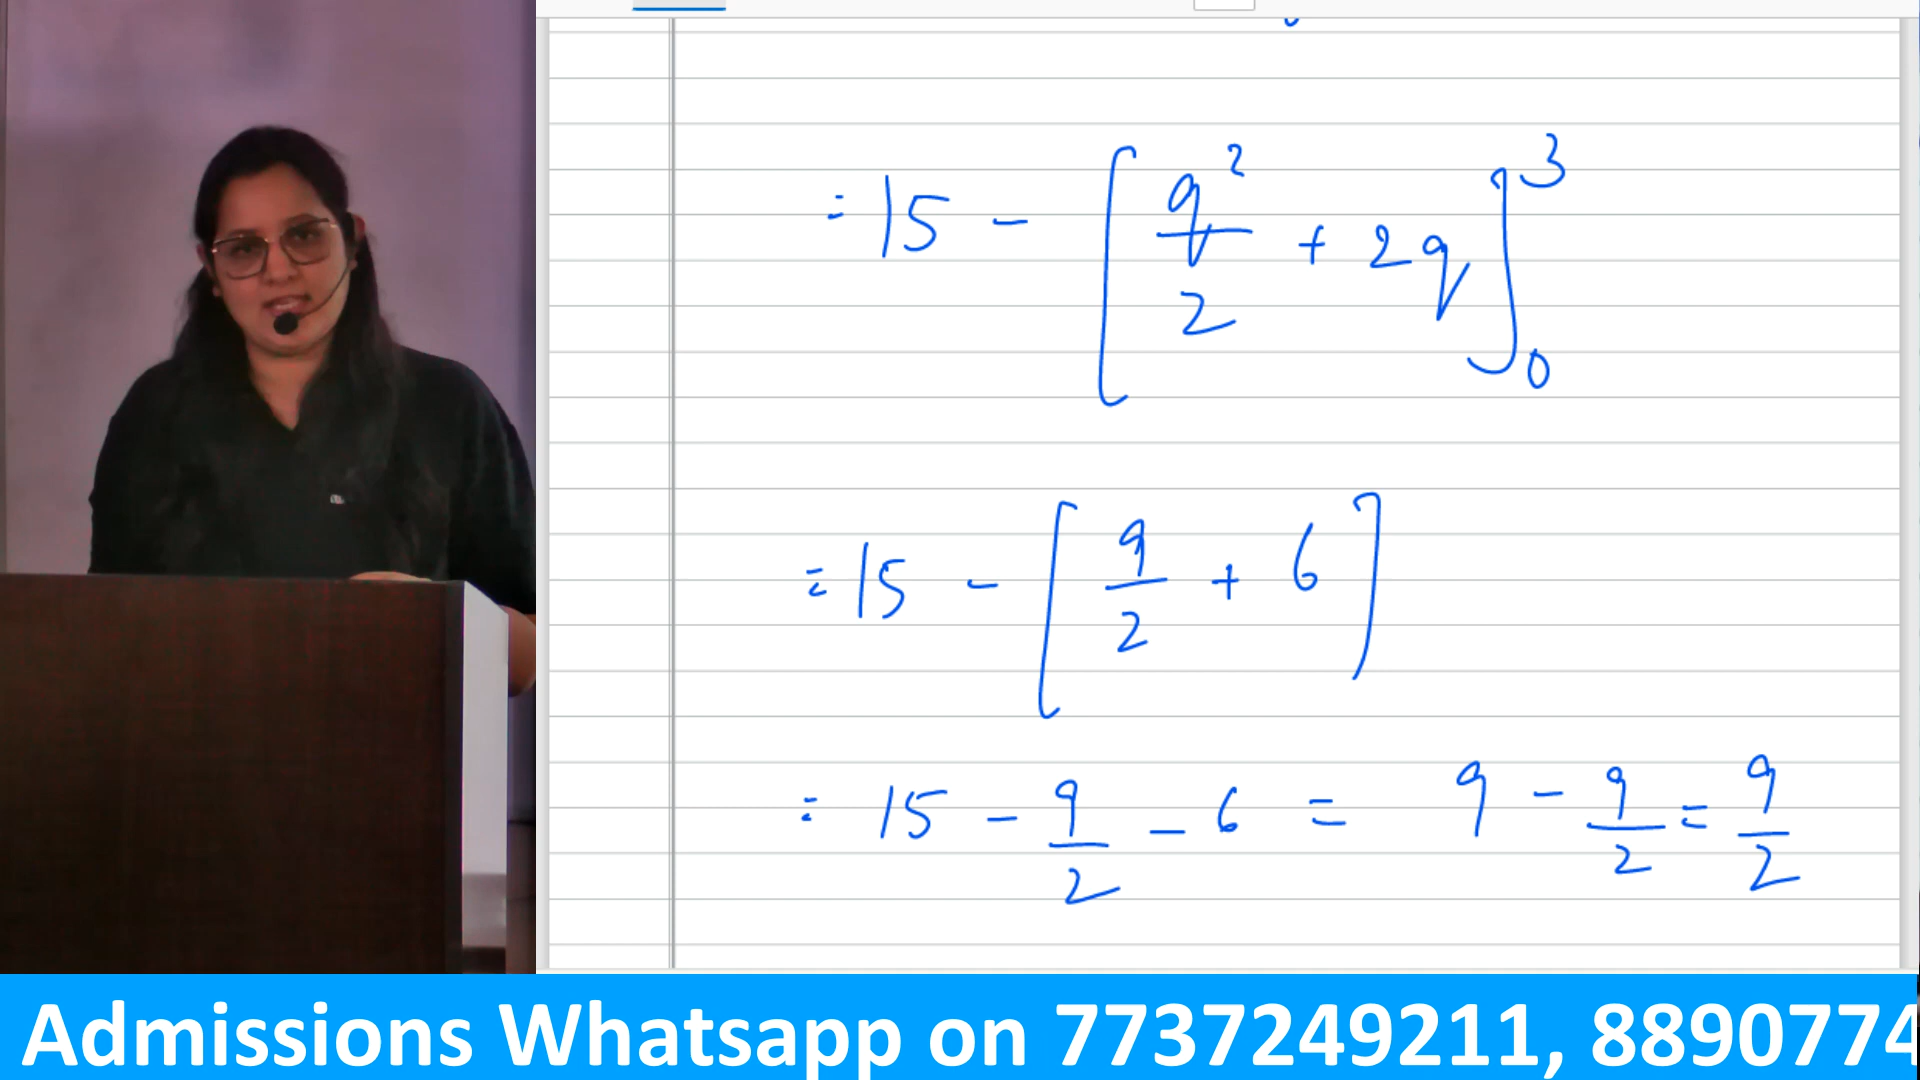 = 15 - [ q²/2 + 2q ]₀³
= 15 - [ 9/2 + 6 ]
= 15 - 9/2 - 6 = 9 - 9/2 = 9/2
Admissions Whatsapp on 7737249211, 8890774